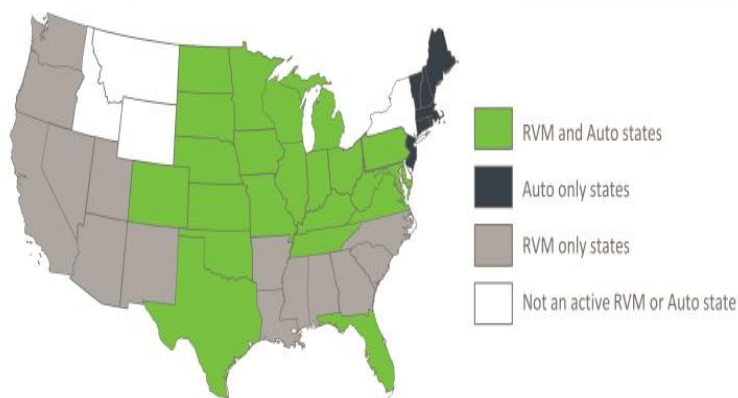 RVM and Auto states
Auto only states
RVM only states
Not an active RVM or Auto state